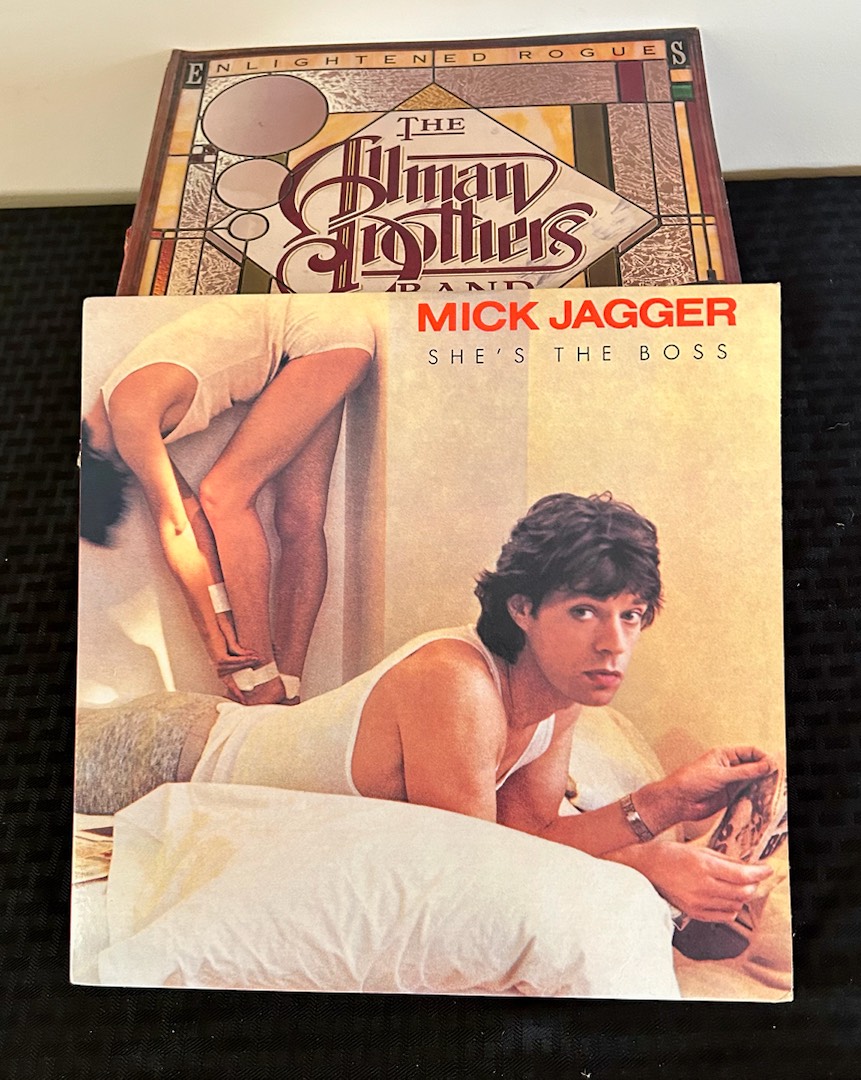 ENLIGHTENED ROGUES
THE
Allman
Brothers
BAND
MICK JAGGER
SHE'S THE BOSS